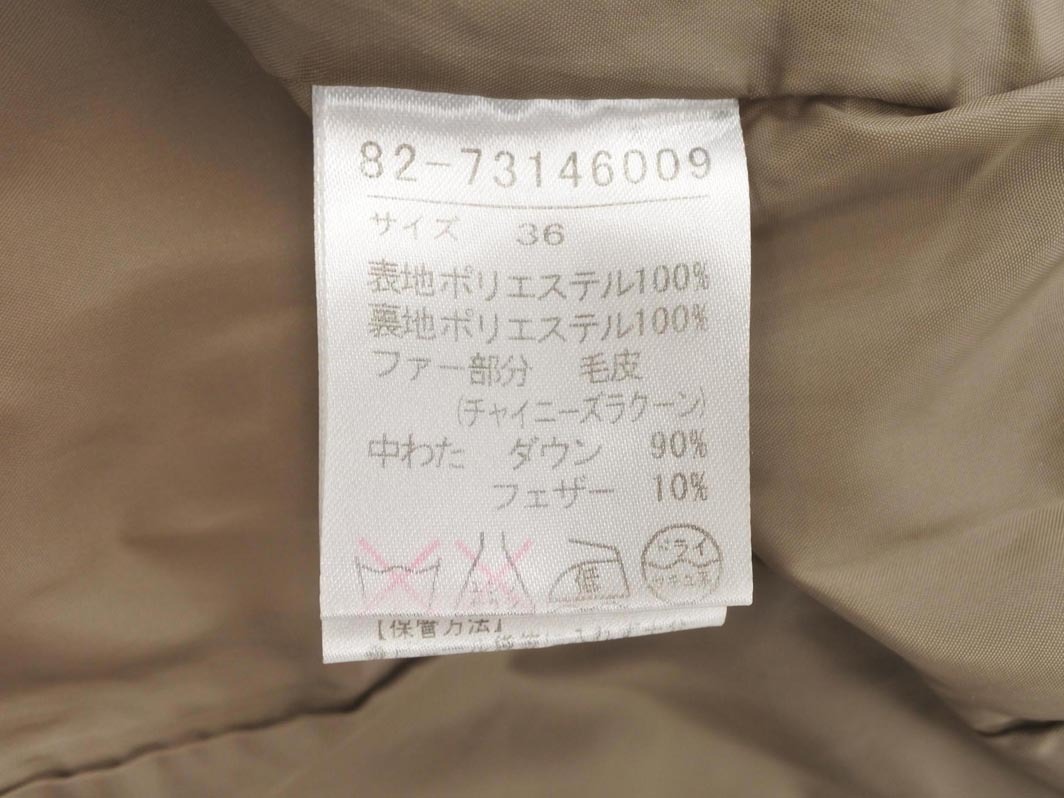 82-73146009
サイズ 36
表地ポリエステル100%
裏地ポリエステル100%
ファー部分 毛皮
(チャイニーズラクーン)
中わた ダウン 90%
フェザー 10%
低
ドライ
【保管方法】